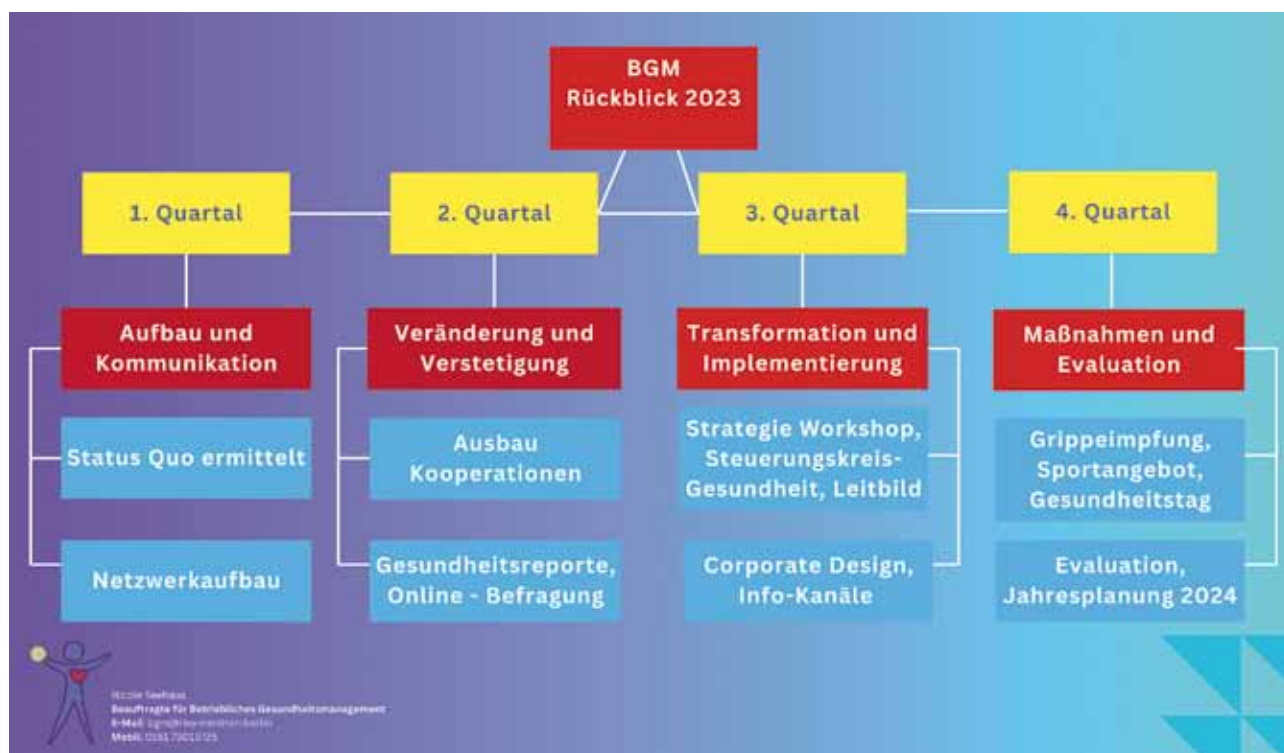 BGM
Rückblick 2023
1. Quartal
2. Quartal
3. Quartal
4. Quartal
Aufbau und
Kommunikation
Status Quo ermittelt
Netzwerkaufbau
Veränderung und
Verstetigung
Ausbau
Kooperationen
Gesundheitsreporte,
Online - Befragung
Transformation und
Implementierung
Strategie Workshop,
Steuerungskreis-
Gesundheit, Leitbild
Corporate Design,
Info-Kanäle
Maßnahmen und
Evaluation
Grippeimpfung,
Sportangebot,
Gesundheitstag
Evaluation,
Jahresplanung 2024
Nicole
Beauftragte für Betriebliches Gesundheitsmanagement
E-Mail:
Mobil: